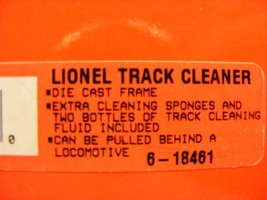 LIONEL TRACK CLEANER
▪DIE CAST FRAME
▪EXTRA CLEANING SPONGES AND
TWO BOTTLES OF TRACK CLEANING
FLUID INCLUDED
▪CAN BE PULLED BEHIND A
LOCOMOTIVE
6-18461
0